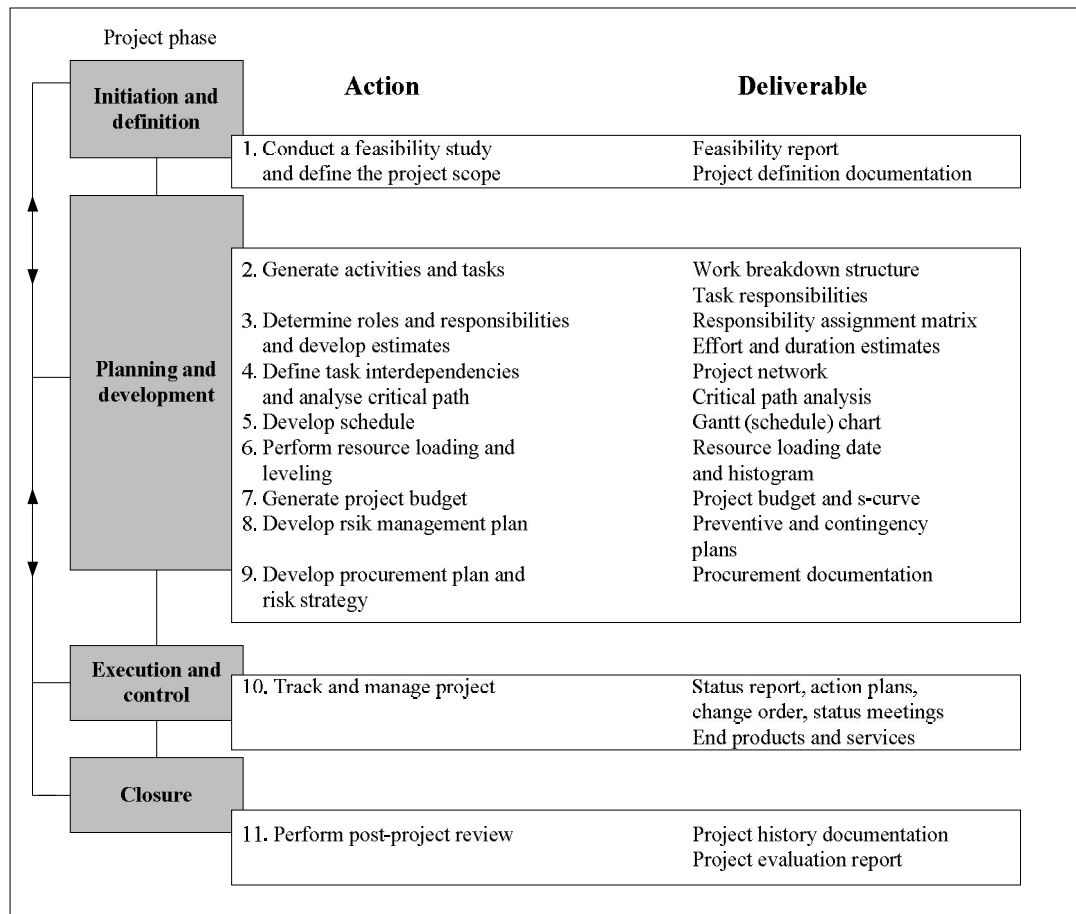 Project phase
Initiation and
definition
Action
Deliverable
1. Conduct a feasibility study
and define the project scope
Feasibility report
Project definition documentation
Planning and
development
2. Generate activities and tasks
Work breakdown structure
Task responsibilities
3. Determine roles and responsibilities
and develop estimates
Responsibility assignment matrix
Effort and duration estimates
4. Define task interdependencies
and analyse critical path
Project network
Critical path analysis
5. Develop schedule
Gantt (schedule) chart
6. Perform resource loading and
leveling
Resource loading date
and histogram
7. Generate project budget
Project budget and s-curve
8. Develop rsik management plan
Preventive and contingency
plans
9. Develop procurement plan and
risk strategy
Procurement documentation
Execution and
control
10. Track and manage project
Status report, action plans,
change order, status meetings
End products and services
Closure
11. Perform post-project review
Project history documentation
Project evaluation report